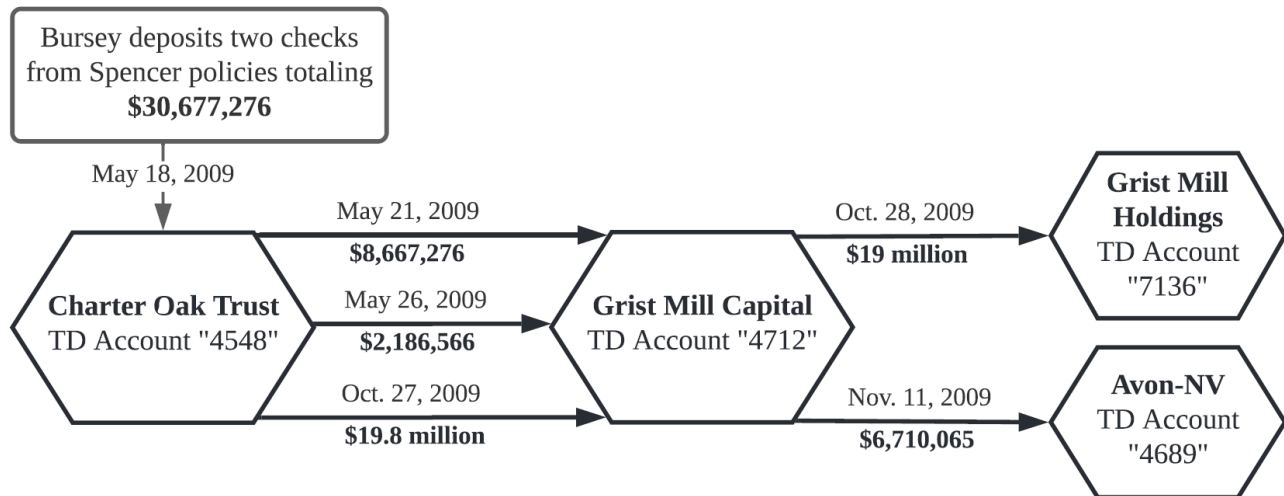 Bursey deposits two checks
from Spencer policies totaling
$30,677,276
May 18, 2009
Charter Oak Trust
TD Account "4548"
May 21, 2009
$8,667,276
May 26, 2009
$2,186,566
Oct. 27, 2009
$19.8 million
Grist Mill Capital
TD Account "4712"
Oct. 28, 2009
$19 million
Grist Mill
Holdings
TD Account
"7136"
Nov. 11, 2009
$6,710,065
Avon-NV
TD Account
"4689"